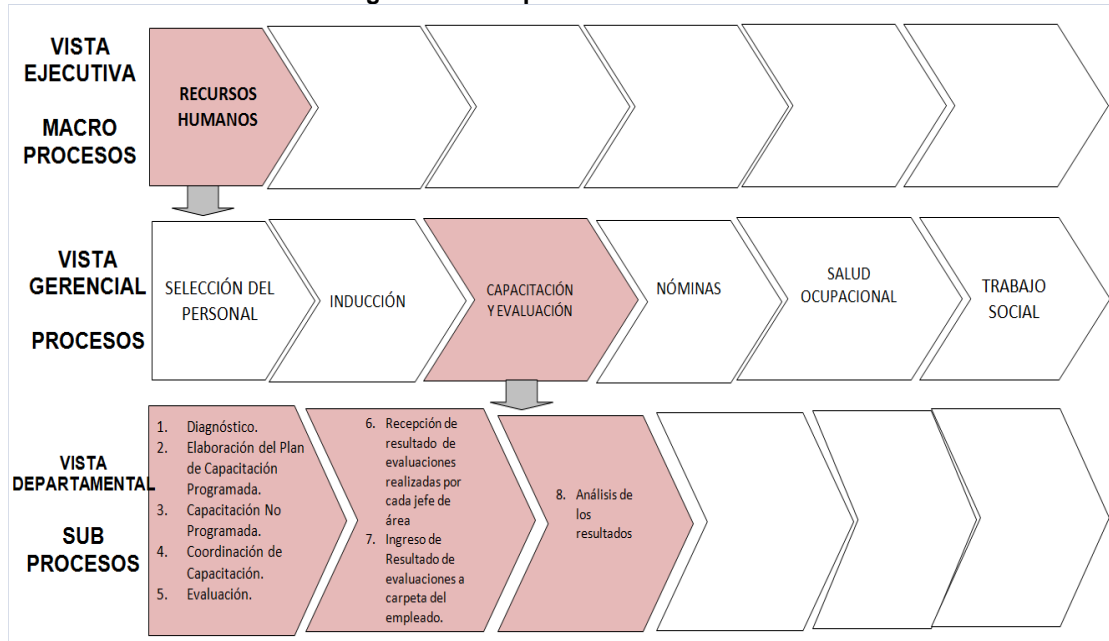 VISTA
EJECUTIVA
MACRO
PROCESOS
RECURSOS
HUMANOS
VISTA
GERENCIAL
PROCESOS
SELECCIÓN DEL
PERSONAL
INDUCCIÓN
CAPACITACIÓN
Y EVALUACIÓN
NÓMINAS
SALUD
OCUPACIONAL
TRABAJO
SOCIAL
VISTA
DEPARTAMENTAL
SUB
PROCESOS
1. Diagnóstico.
2. Elaboración del Plan
de Capacitación
Programada.
3. Capacitación No
Programada.
4. Coordinación de
Capacitación.
5. Evaluación.
6. Recepción de
resultado de
evaluaciones
realizadas por
cada jefe de
área
7. Ingreso de
Resultado de
evaluaciones a
carpeta del
empleado.
8. Análisis de
los
resultados